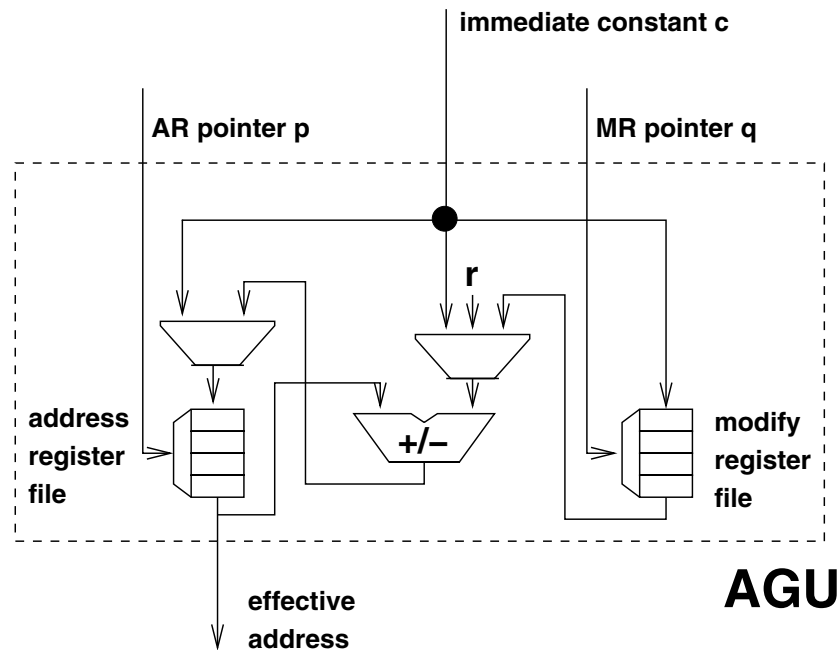 immediate constant c
AR pointer p
MR pointer q
r
address
register
file
+/−
modify
register
file
AGU
effective
address